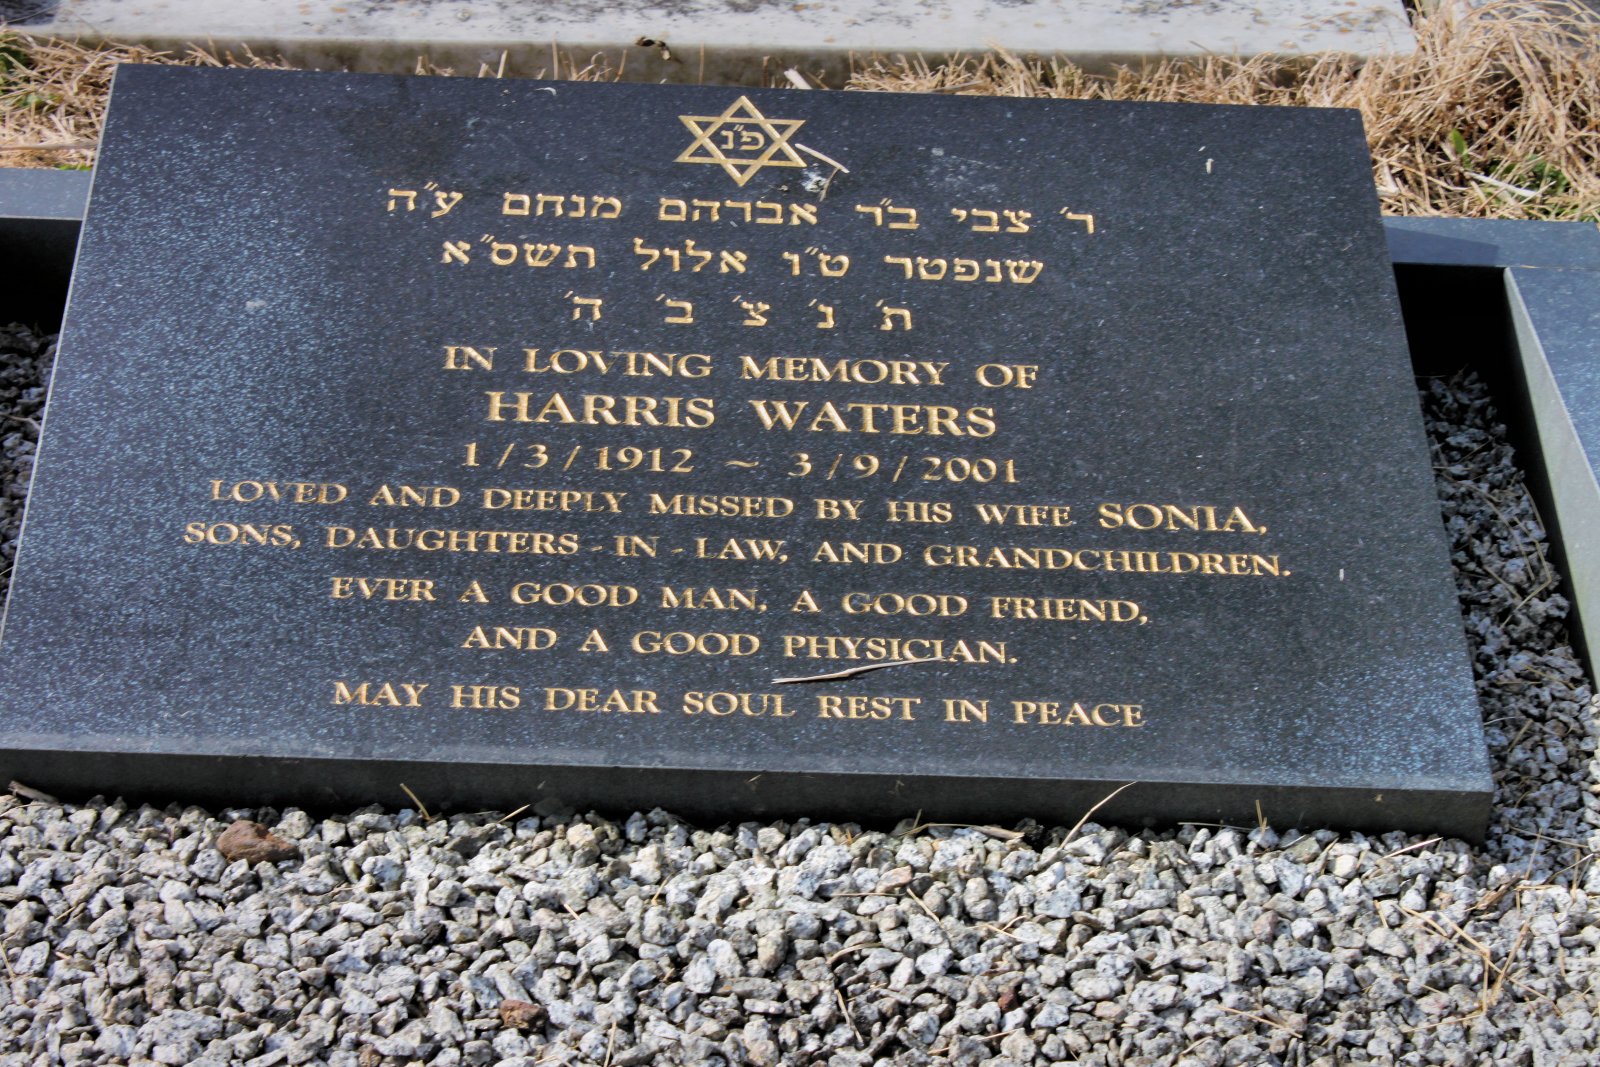 פ״נ
ר׳ צבי ב״ר אברהם מנחם ע״ה
שנפטר ט״ו אלול תשס״א
ת׳ נ׳ צ׳ ב׳ ה׳
IN LOVING MEMORY OF
HARRIS WATERS
1/3/1912 ~ 3/9/2001
LOVED AND DEEPLY MISSED BY HIS WIFE SONIA,
SONS, DAUGHTERS-IN-LAW, AND GRANDCHILDREN.
EVER A GOOD MAN, A GOOD FRIEND,
AND A GOOD PHYSICIAN.
MAY HIS DEAR SOUL REST IN PEACE